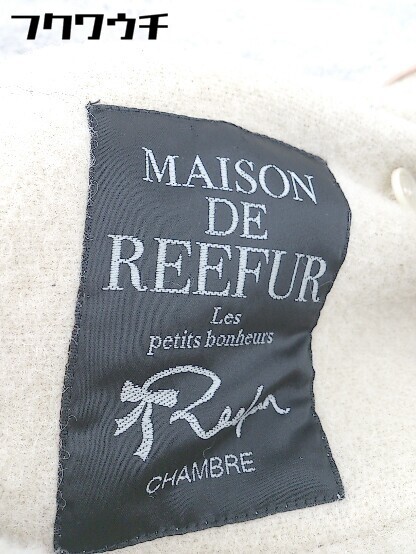 フクワウチ
MAISON
DE
REEFUR
Les
petits bonheurs
Reefur
CHAMBRE